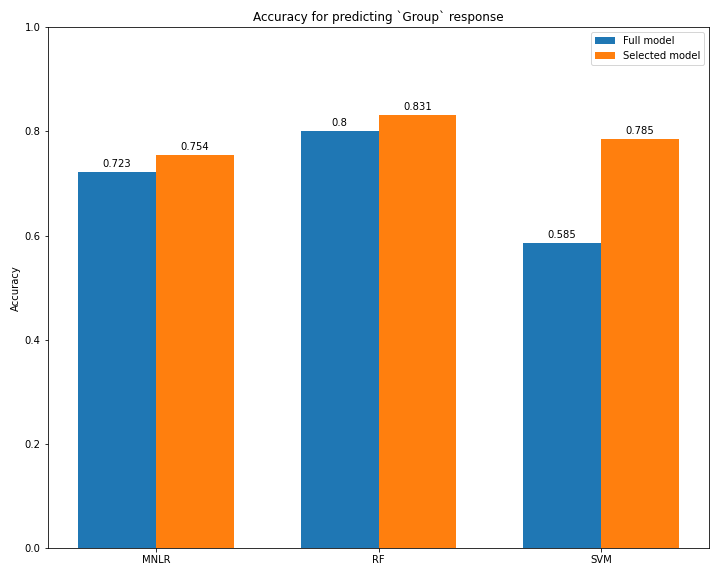 Accuracy for predicting `Group` response
Full model
Selected model
1.0
0.8
0.6
0.4
0.2
0.0
Accuracy
0.723
0.754
0.8
0.831
0.585
0.785
MNLR
RF
SVM